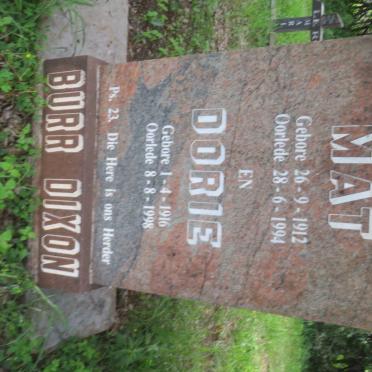 MAT
Gebore 26 - 9 - 1912
Oorlede 28 - 6 - 1994
EN
DORIE
Gebore 1 - 4 - 1916
Oorlede 8 - 8 - 1998
Ps. 23. Die Here is ons Herder
BURR DIXON